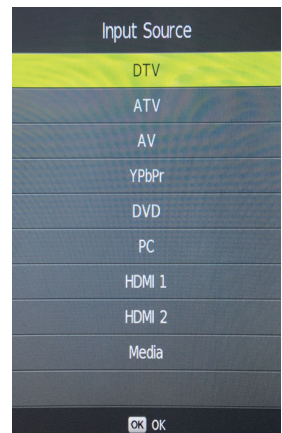 Input Source
DTV
ATV
AV
YPbPr
DVD
PC
HDMI 1
HDMI 2
Media
OK OK